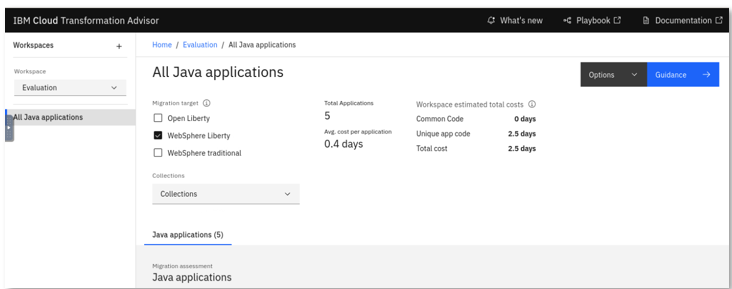 IBM Cloud Transformation Advisor
What's new
Playbook
Documentation
Workspaces
+
Home / Evaluation / All Java applications
Workspace
Evaluation
All Java applications
All Java applications
Options
Guidance
Migration target
Open Liberty
WebSphere Liberty
WebSphere traditional
Total Applications
5
Avg. cost per application
0.4 days
Workspace estimated total costs
Common Code 0 days
Unique app code 2.5 days
Total cost 2.5 days
Collections
Collections
Java applications (5)
Migration assessment
Java applications